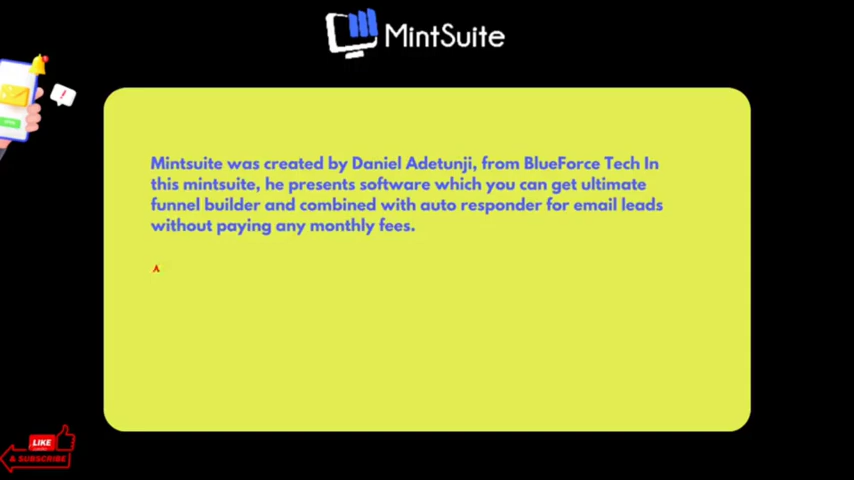 MintSuite
Mintsuite was created by Daniel Adetunji, from BlueForce Tech In
this mintsuite, he presents software which you can get ultimate
funnel builder and combined with auto responder for email leads
without paying any monthly fees.
A
LIKE
& SUBSCRIBE